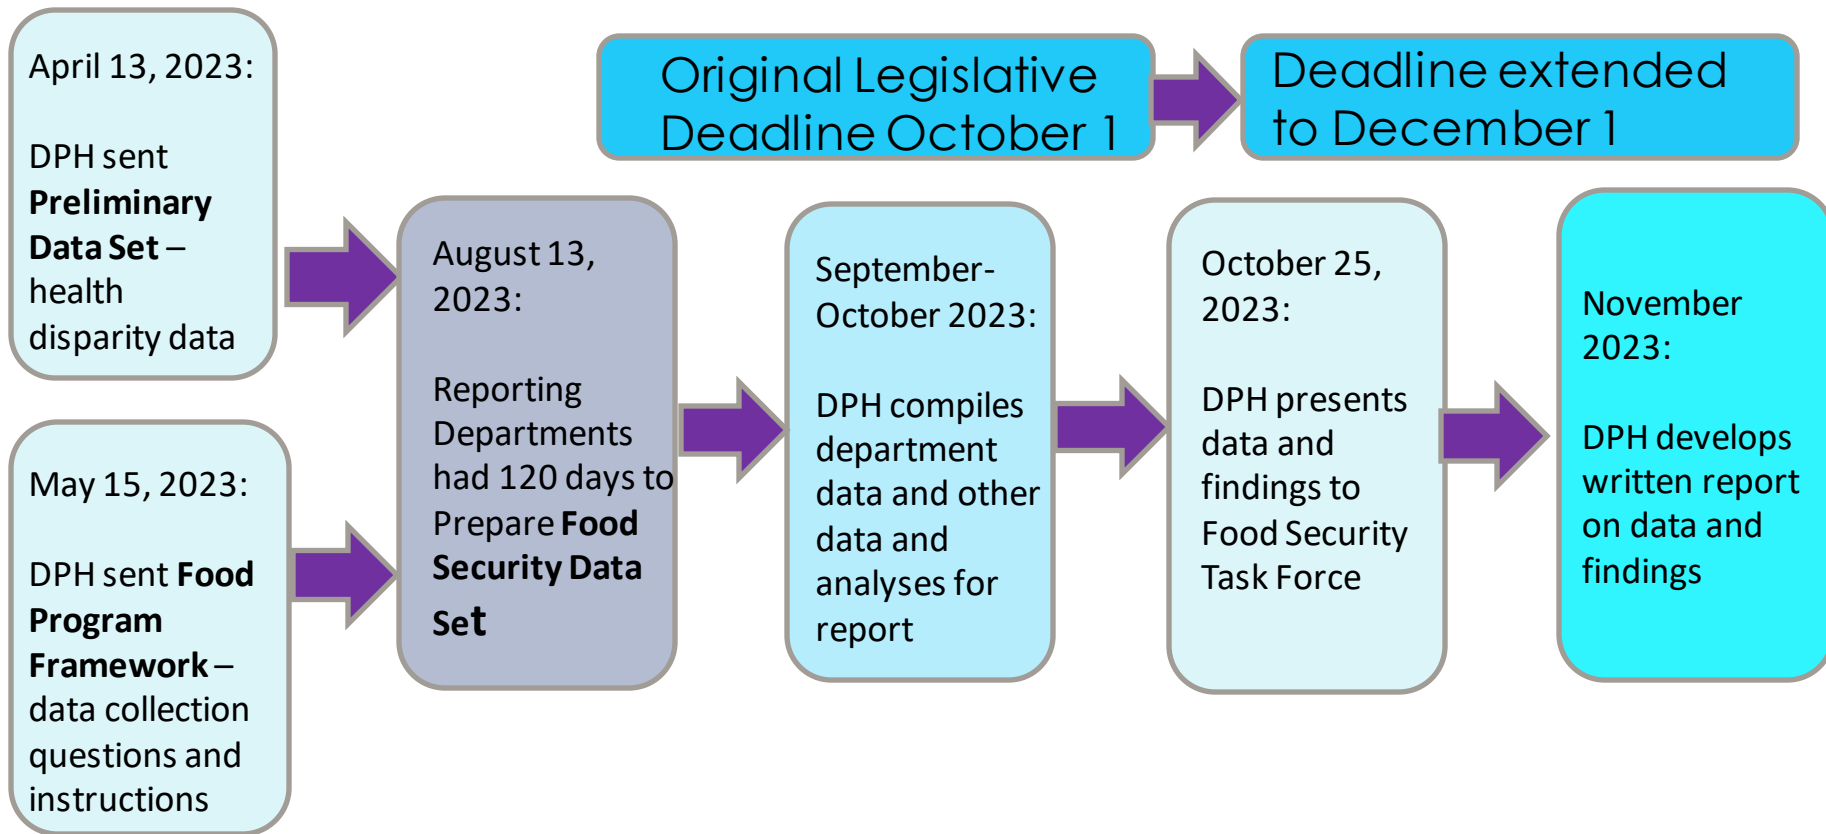 April 13, 2023:
DPH sent
Preliminary
Data Set –
health
disparity data
May 15, 2023:
DPH sent Food
Program
Framework –
data collection
questions and
instructions
Original Legislative
Deadline October 1
Deadline extended
to December 1
August 13,
2023:
Reporting
Departments
had 120 days to
Prepare Food
Security Data
Set
September-
October 2023:
DPH compiles
department
data and other
data and
analyses for
report
October 25,
2023:
DPH presents
data and
findings to
Food Security
Task Force
November
2023:
DPH develops
written report
on data and
findings